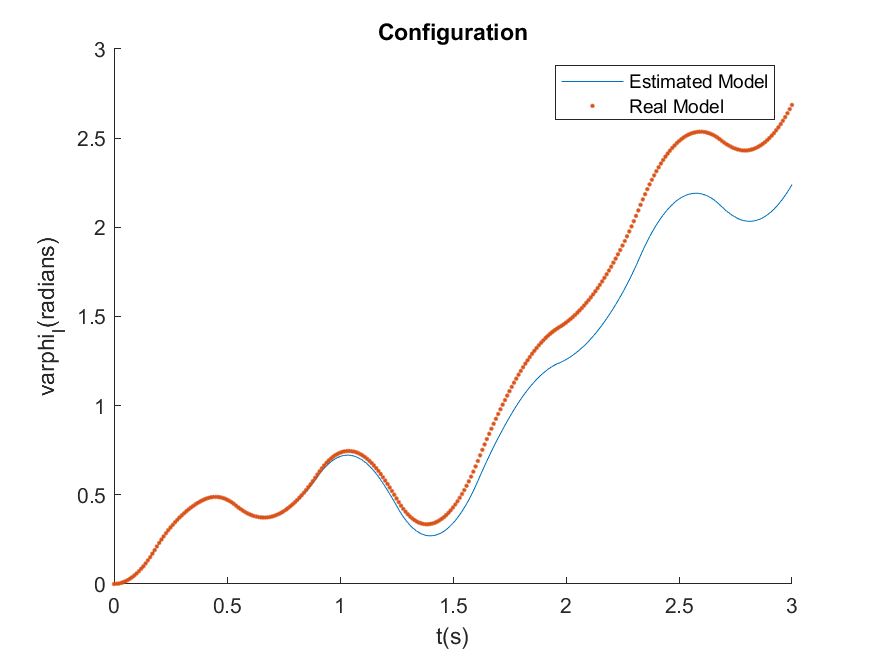 Configuration
Estimated Model
Real Model
3
2.5
2
1.5
1
0.5
0
0
0.5
1
1.5
2
2.5
3
varphi_l(radians)
t(s)